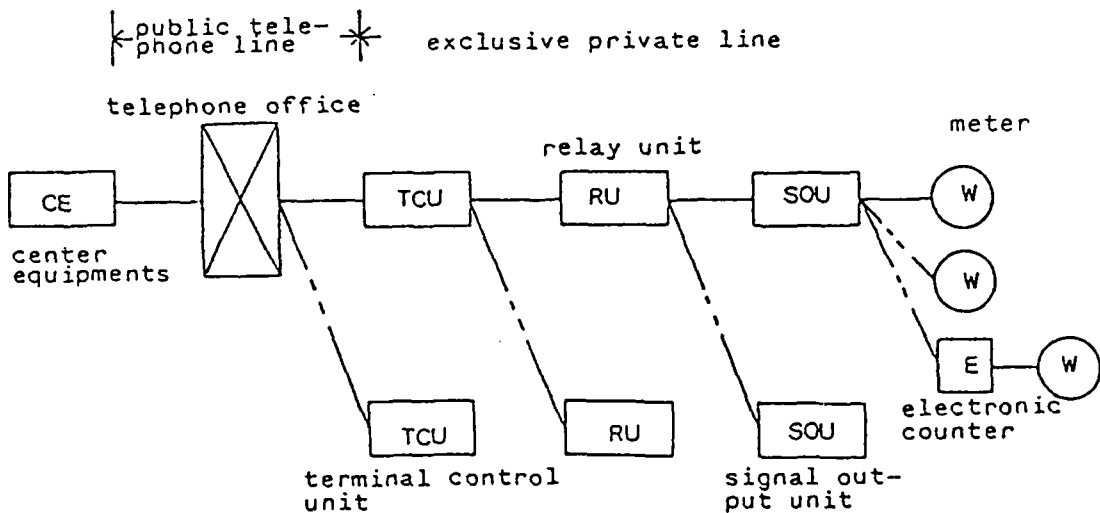 public tele-
phone line
exclusive private line
telephone office
meter
relay unit
CE
TCU
RU
SOU
W
center
equipments
W
E
W
electronic
counter
TCU
RU
SOU
terminal control
unit
signal out-
put unit